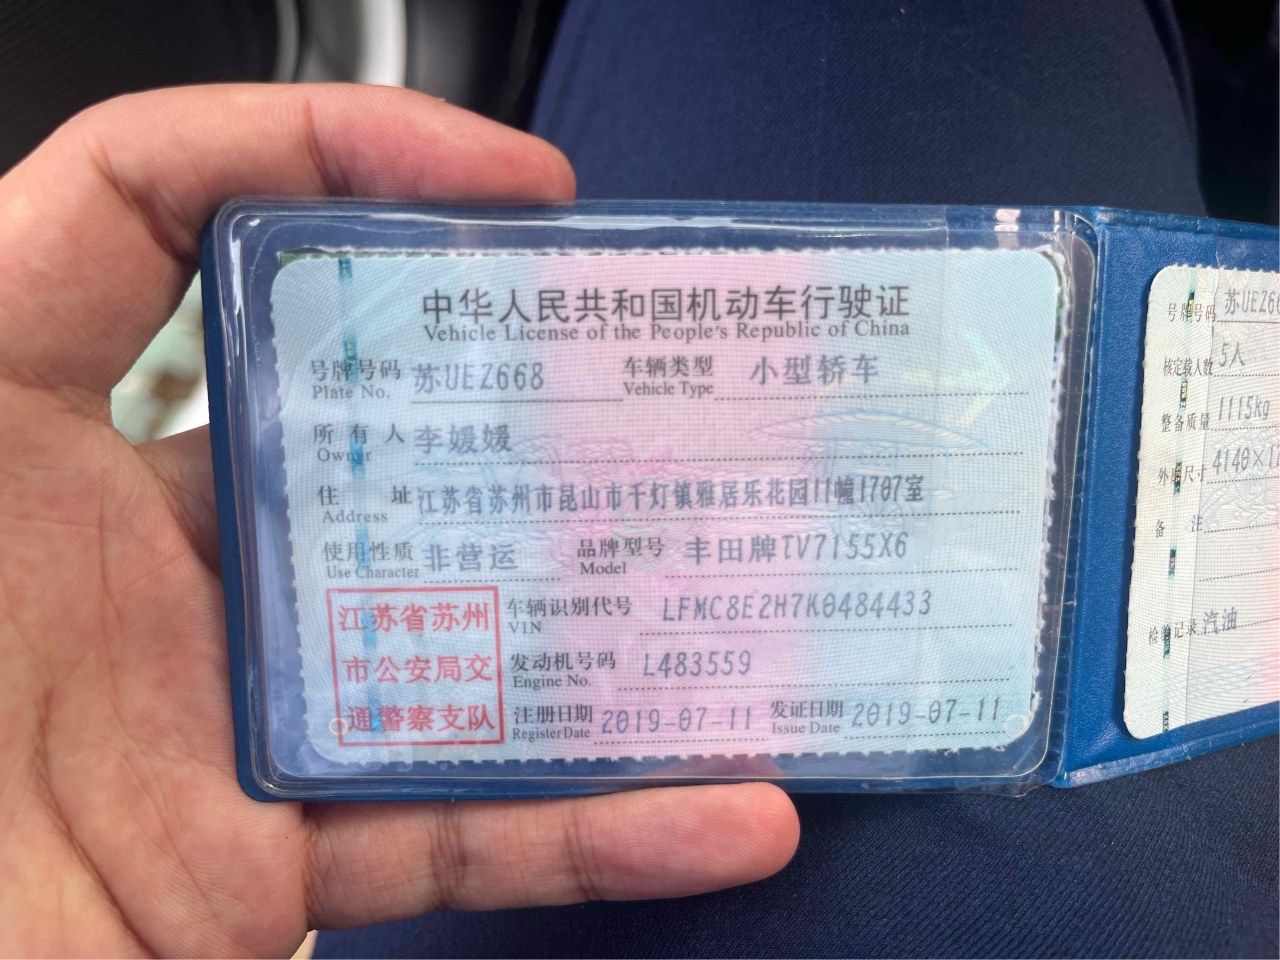 中华人民共和国机动车行驶证
Vehicle License of the People's Republic of China
号牌号码 苏UEZ668 车辆类型 小型轿车
Plate No. Vehicle Type
所有人 李媛媛
Owner
住址 江苏省苏州市昆山市千灯镇雅居乐花园11幢1707室
Address
使用性质 非营运 品牌型号 丰田牌TV7155X6
Use Character Model
江苏省苏州
市公安局交
通警察支队
车辆识别代号 LFMC8E2H7K0484433
VIN
发动机号码 L483559
Engine No.
注册日期 2019-07-11 发证日期 2019-07-11
Register Date Issue Date
号牌号码 苏UEZ6
核定载人数 5人
整备质量 1115kg
外廓尺寸 4140×1
备注
检验记录 汽油